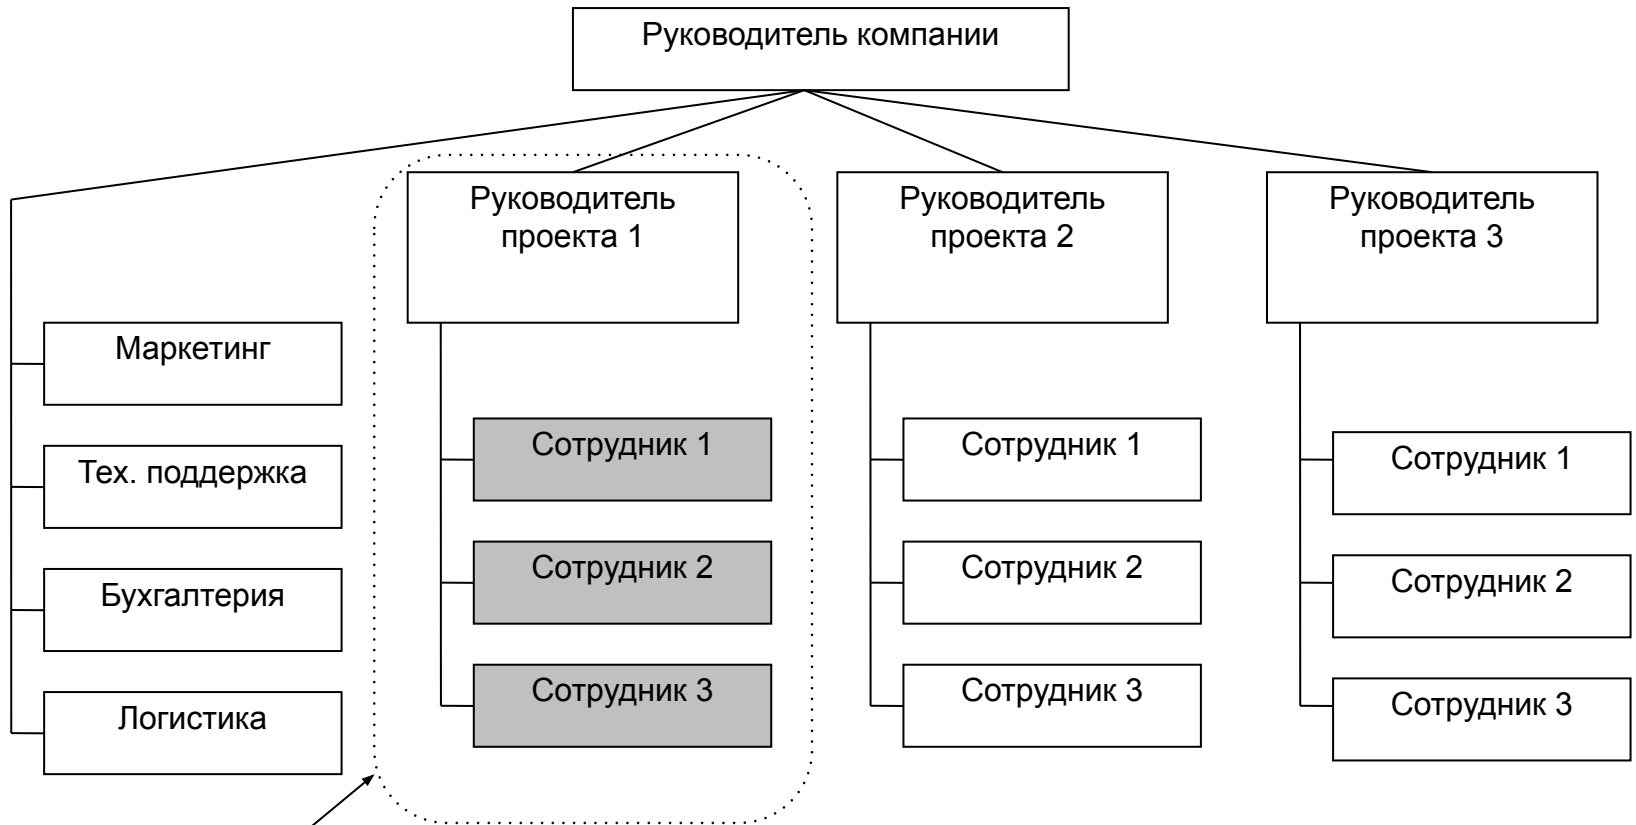 Руководитель компании
Руководитель
проекта 1
Руководитель
проекта 2
Руководитель
проекта 3
Маркетинг
Тех. поддержка
Бухгалтерия
Логистика
Сотрудник 1
Сотрудник 2
Сотрудник 3
Сотрудник 1
Сотрудник 2
Сотрудник 3
Сотрудник 1
Сотрудник 2
Сотрудник 3